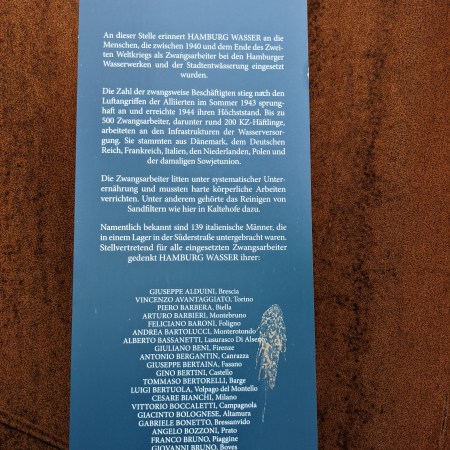 An dieser Stelle erinnert HAMBURG WASSER an die
Menschen, die zwischen 1940 und dem Ende des Zwei-
ten Weltkriegs als Zwangsarbeiter bei den Hamburger
Wasserwerken und der Stadtentwässerung eingesetzt
wurden.
Die Zahl der zwangsweise Beschäftigten stieg nach den
Luftangriffen der Alliierten im Sommer 1943 sprung-
haft an und erreichte 1944 ihren Höchststand. Bis zu
500 Zwangsarbeiter, darunter rund 200 KZ-Häftlinge,
arbeiteten an den Infrastrukturen der Wasserversor-
gung. Sie stammten aus Dänemark, dem Deutschen
Reich, Frankreich, Italien, den Niederlanden, Polen und
der damaligen Sowjetunion.
Die Zwangsarbeiter litten unter systematischer Unter-
ernährung und mussten harte körperliche Arbeiten
verrichten. Unter anderem gehörte das Reinigen von
Sandfiltern wie hier in Kaltehofe dazu.
Namentlich bekannt sind 139 italienische Männer, die
in einem Lager in der Süderstraße untergebracht waren.
Stellvertretend für alle eingesetzten Zwangsarbeiter
gedenkt HAMBURG WASSER ihrer:
GIUSEPPE ALDUINI, Brescia
VINCENZO AVANTAGGIATO, Torino
PIERO BARBERA, Biella
ARTURO BARBIERI, Montebruno
FELICIANO BARONI, Foligno
ANDREA BARTOLUCCI, Monterotondo
ALBERTO BASSANETTI, Lusurasco Di Alseno
GIULIANO BENI, Firenze
ANTONIO BERGANTIN, Canrazza
GIUSEPPE BERTAINA, Fasano
GINO BERTINI, Castello
TOMMASO BERTORELLI, Barge
LUIGI BERTUOLA, Volpago del Montello
CESARE BIANCHI, Milano
VITTORIO BOCCALETTI, Campagnola
GIACINTO BOLOGNESE, Altamura
GABRIELE BONETTO, Bressanvido
ANGELO BOZZONI, Prato
FRANCO BRUNO, Piaggine
GIOVANNI BRUNO, Boves